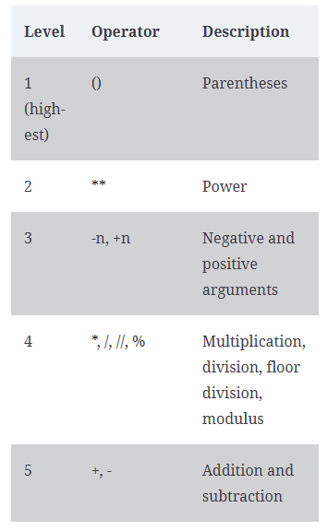 Level Operator Description
1 () Parentheses
(high-
est)
2 ** Power
3 -n, +n Negative and
positive
arguments
4 *, /, //, % Multiplication,
division, floor
division,
modulus
5 +, - Addition and
subtraction